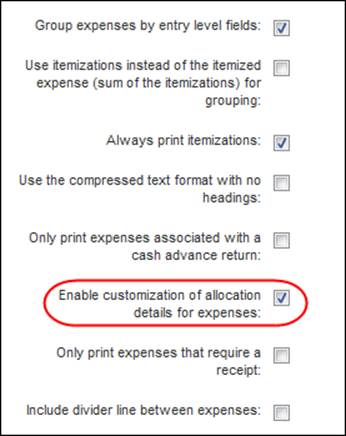 Group expenses by entry level fields:
Use itemizations instead of the itemized
expense (sum of the itemizations) for
grouping:
Always print itemizations:
Use the compressed text format with no
headings:
Only print expenses associated with a
cash advance return:
Enable customization of allocation
details for expenses:
Only print expenses that require a
receipt:
Include divider line between expenses: